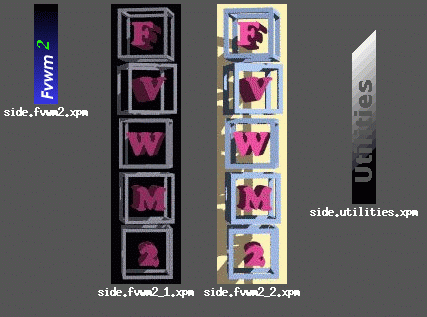 Fvwm 2
side.fvwm2.xpm
F
V
W
M
2
side.fvwm2_1.xpm
F
V
W
M
2
side.fvwm2_2.xpm
Utilities
side.utilities.xpm